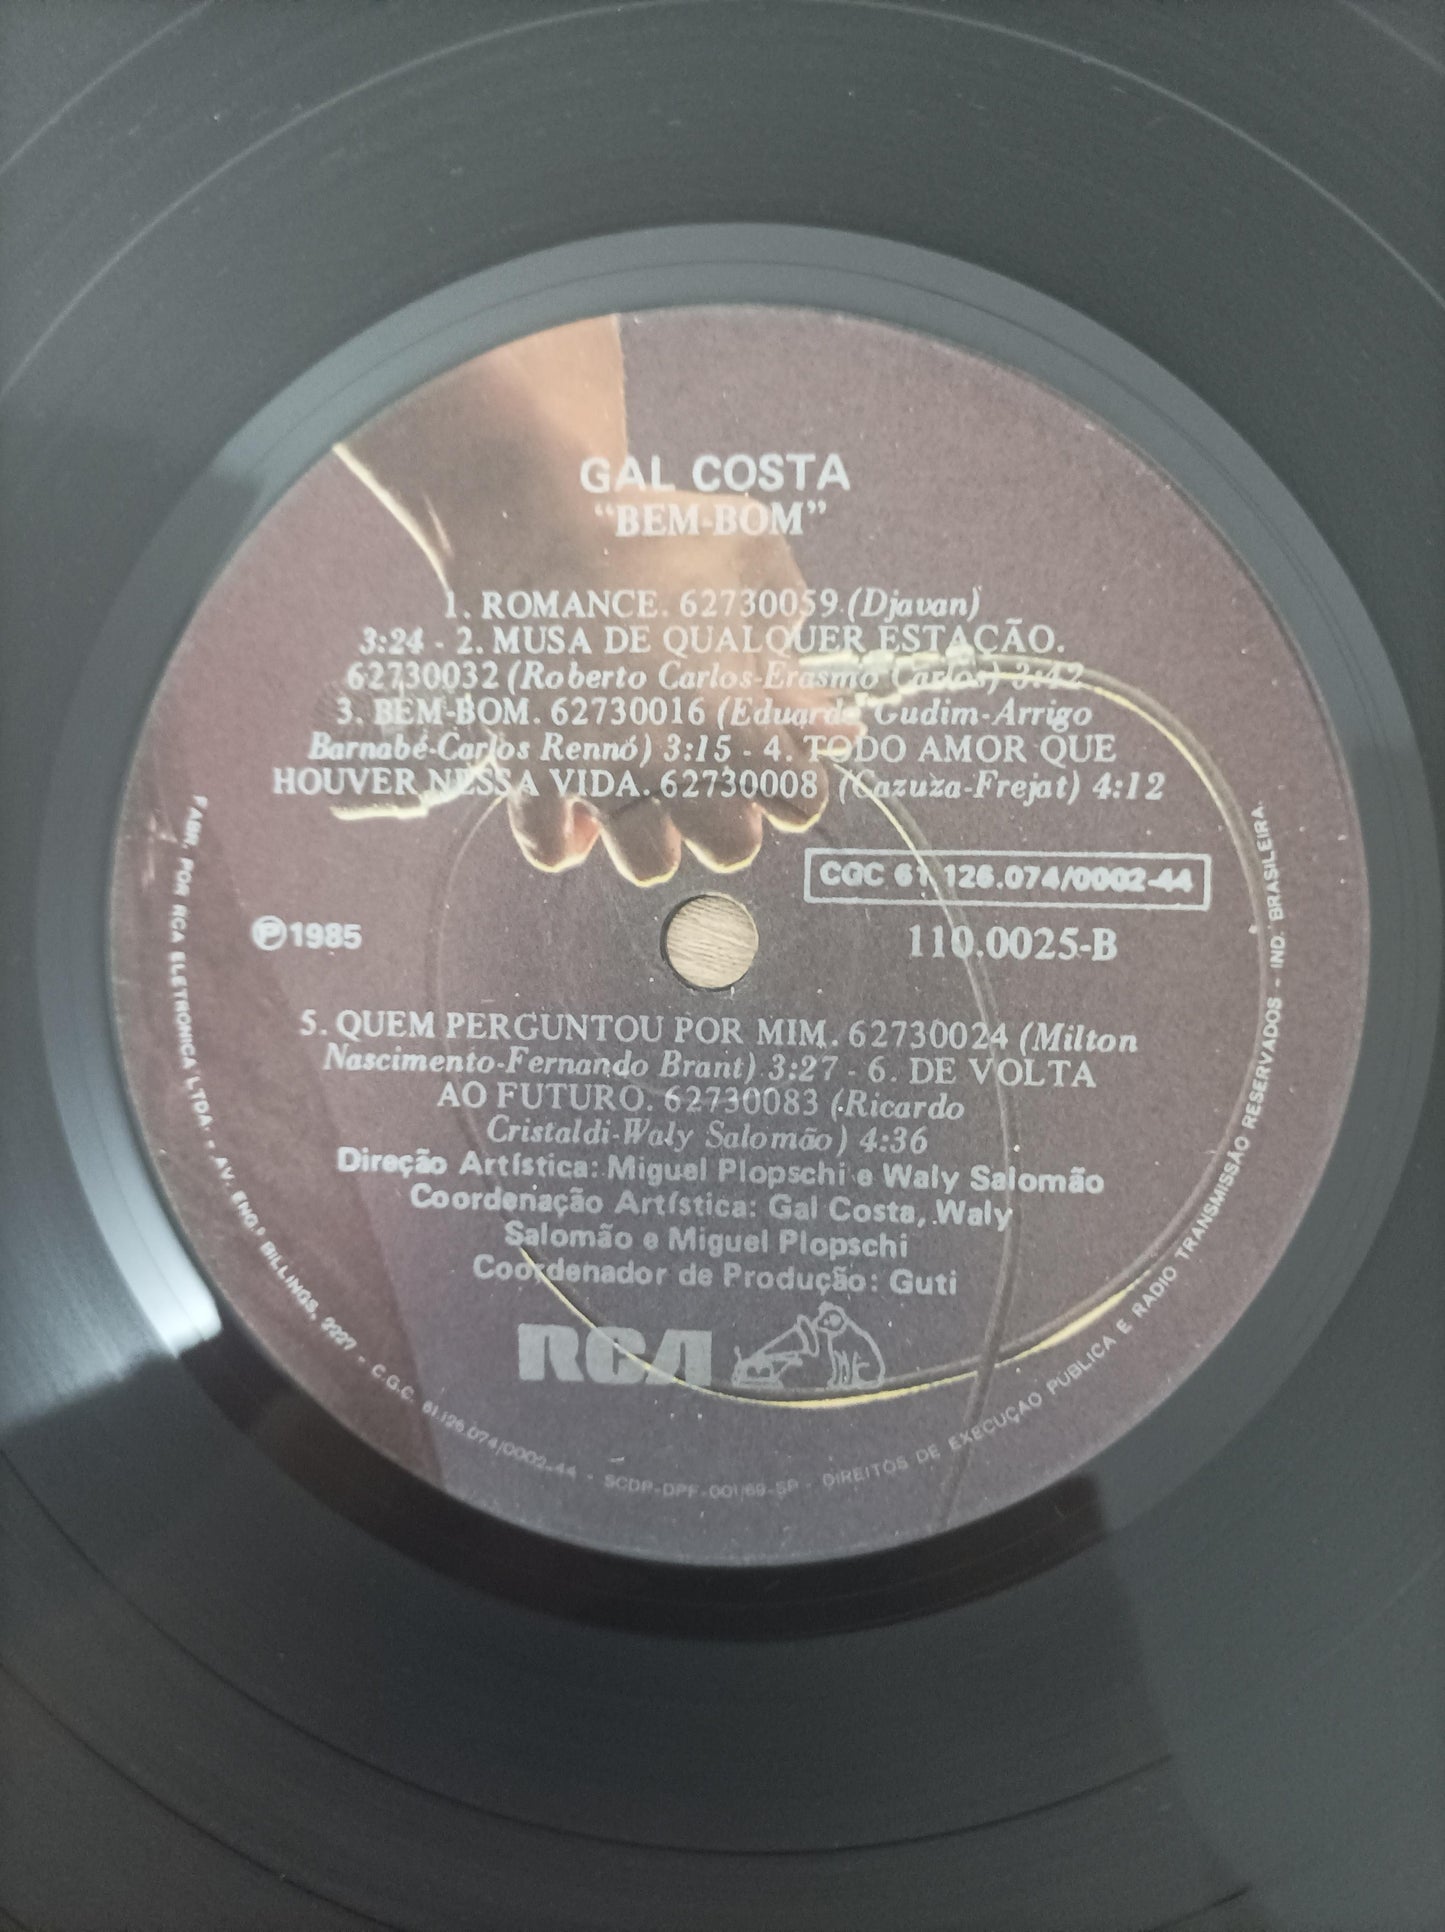 GAL COSTA
“BEM-BOM”
1. ROMANCE. 62730059 (Djavan)
3:24 - 2. MUSA DE QUALQUER ESTAÇÃO.
62730032 (Roberto Carlos-Erasmo Carlos) 3:42
3. BEM-BOM. 62730016 (Eduardo Gudim-Arrigo
Barnabé-Carlos Rennó) 3:15 - 4. TODO AMOR QUE
HOUVER NESSA VIDA. 62730008 (Cazuza-Frejat) 4:12
CGC 61.126.074/0002-44
℗1985
110.0025-B
5. QUEM PERGUNTOU POR MIM. 62730024 (Milton
Nascimento-Fernando Brant) 3:27 - 6. DE VOLTA
AO FUTURO. 62730083 (Ricardo
Cristaldi-Waly Salomão) 4:36
Direção Artística: Miguel Plopschi e Waly Salomão
Coordenação Artística: Gal Costa, Waly
Salomão e Miguel Plopschi
Coordenador de Produção: Guti
RCA
FABR. POR RCA ELETRÔNICA LTDA. - AV. ENG.º BILLINGS, 2227 - C.G.C. 61.126.074/0002-44 - SCDP-DPF-001/69-SP - DIREITOS DE EXECUÇÃO PÚBLICA E RADIO TRANSMISSÃO RESERVADOS - IND. BRASILEIRA.